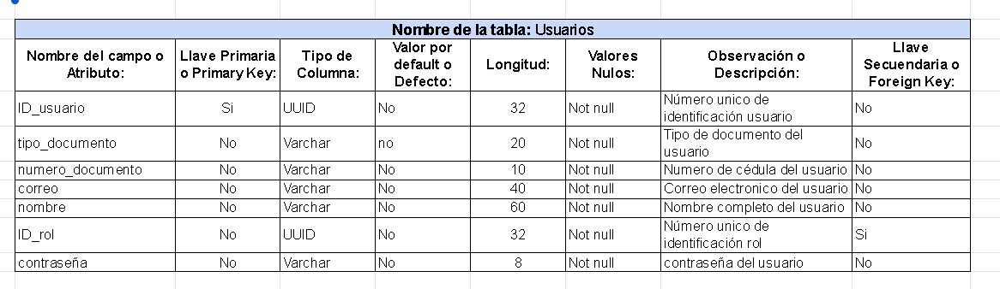 Nombre de la tabla: Usuarios
Nombre del campo o Atributo: Llave Primaria o Primary Key: Tipo de Columna: Valor por default o Defecto: Longitud: Valores Nulos: Observación o Descripción: Llave Secuendaria o Foreign Key:
ID_usuario Si UUID No 32 Not null Número unico de identificación usuario No
tipo_documento No Varchar no 20 Not null Tipo de documento del usuario No
numero_documento No Varchar No 10 Not null Numero de cédula del usuario No
correo No Varchar No 40 Not null Correo electronico del usuario No
nombre No Varchar No 60 Not null Nombre completo del usuario No
ID_rol No UUID No 32 Not null Número unico de identificación rol Si
contraseña No Varchar No 8 Not null contraseña del usuario No